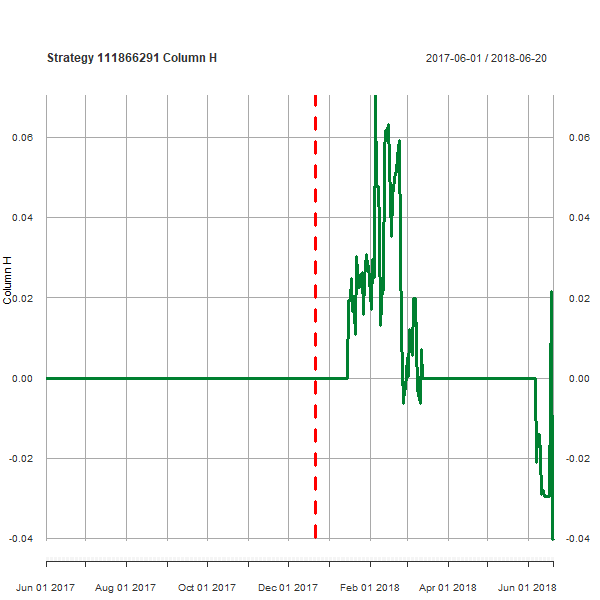 Strategy 111866291 Column H
2017-06-01 / 2018-06-20
0.06 0.06
0.04 0.04
0.02 0.02
0.00 0.00
-0.02 -0.02
-0.04 -0.04
Column H
Jun 01 2017 Aug 01 2017 Oct 01 2017 Dec 01 2017 Feb 01 2018 Apr 01 2018 Jun 01 2018